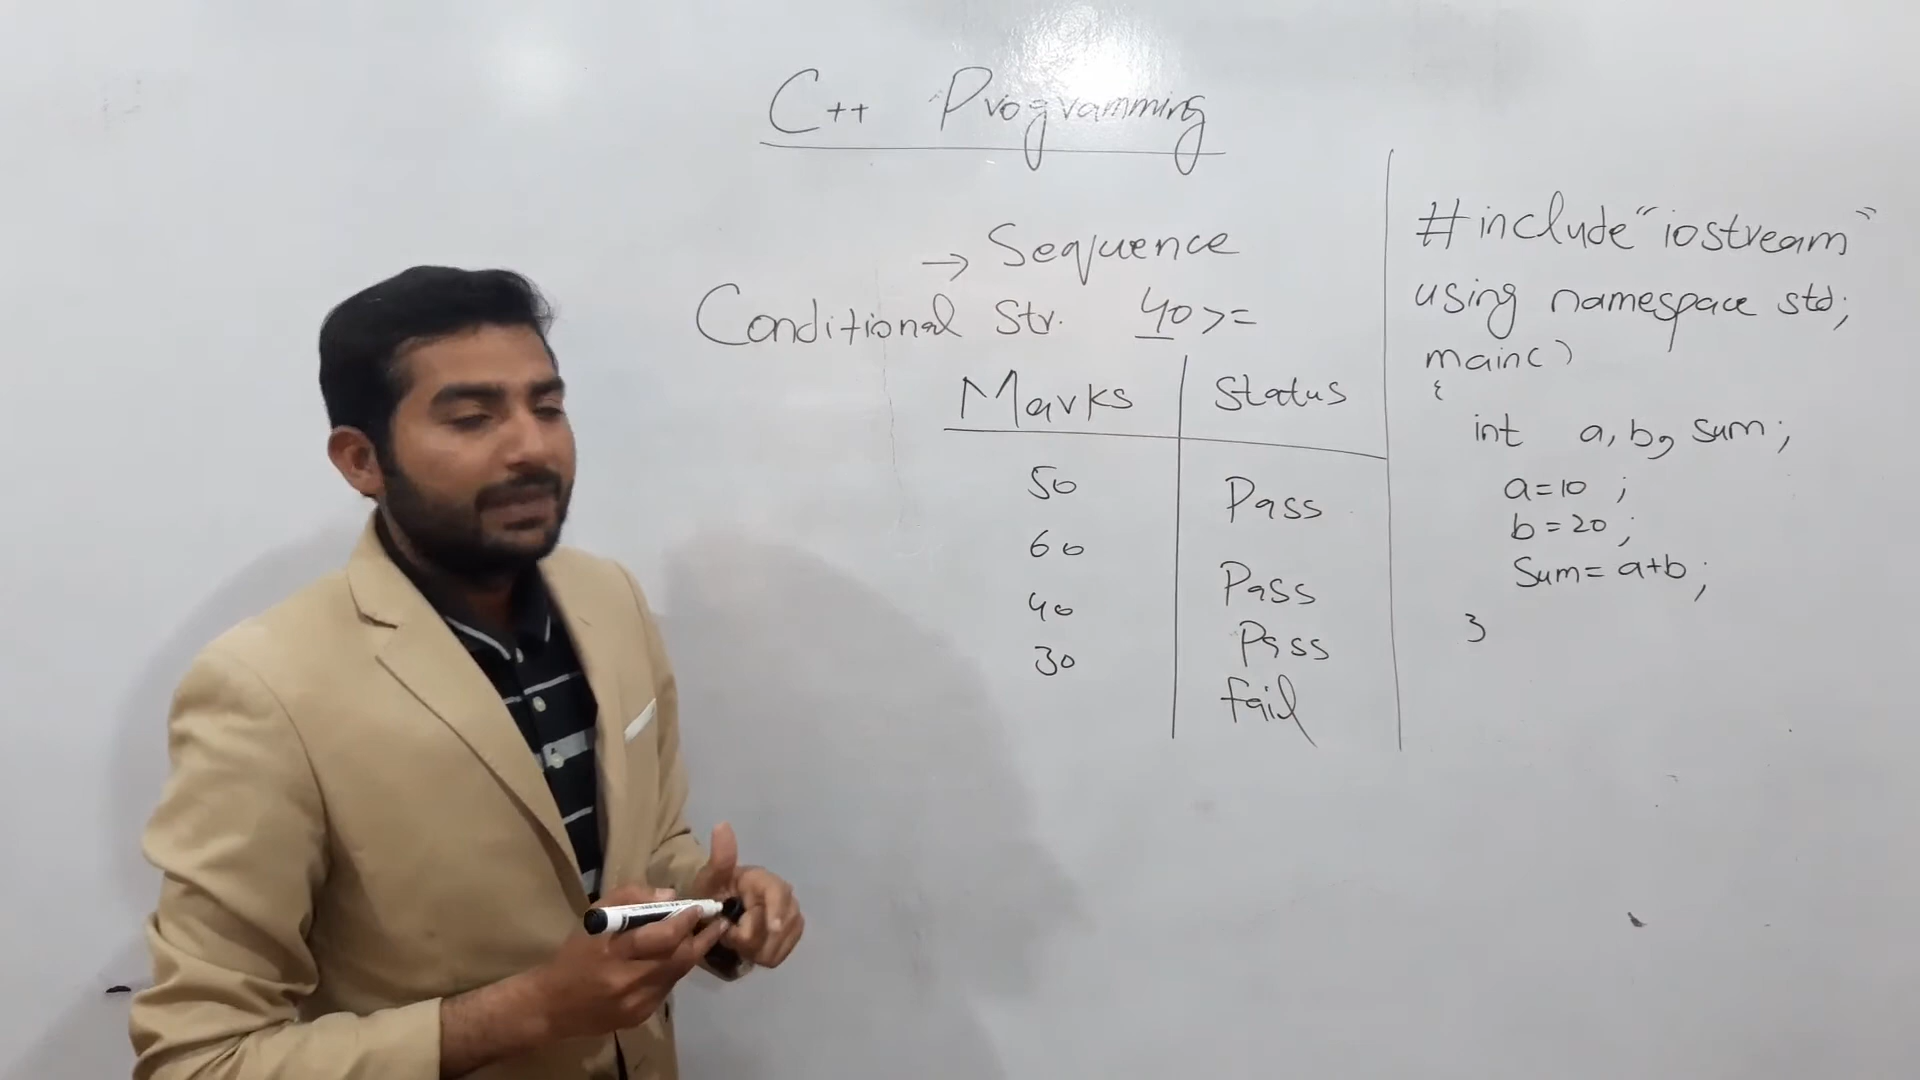 C++ Programming
→ Sequence
Conditional Str. 40>=
Marks Status
50 Pass
60 Pass
40 Pass
30 fail
#include "iostream"
using namespace std;
main()
{
int a, b, Sum;
a=10 ;
b=20 ;
Sum= a+b ;
}